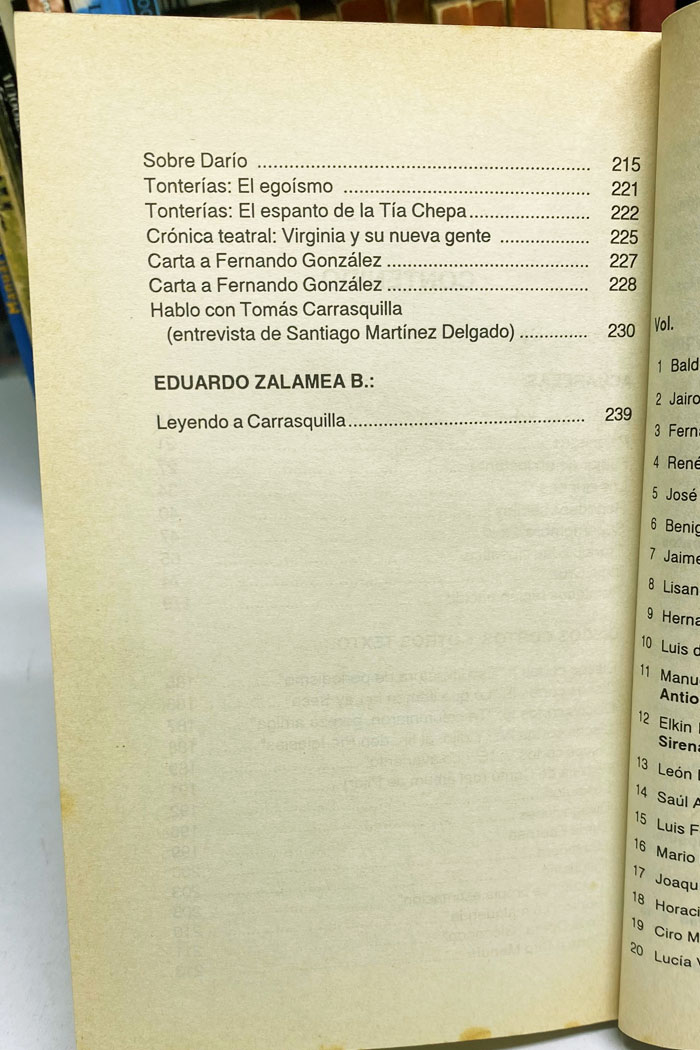 Sobre Darío ................................................................ 215
Tonterías: El egoísmo ............................................... 221
Tonterías: El espanto de la Tía Chepa....................... 222
Crónica teatral: Virginia y su nueva gente ................. 225
Carta a Fernando González ....................................... 227
Carta a Fernando González ....................................... 228
Hablo con Tomás Carrasquilla
(entrevista de Santiago Martínez Delgado) ............. 230
EDUARDO ZALAMEA B.:
Leyendo a Carrasquilla............................................. 239
Vol.
1 Bald
2 Jairo
3 Fern
4 René
5 José
6 Benig
7 Jaime
8 Lisan
9 Herna
10 Luis d
11 Manu
Antio
12 Elkin
Sirena
13 León
14 Saúl A
15 Luis F
16 Mario
17 Joaqu
18 Horaci
19 Ciro M
20 Lucía V